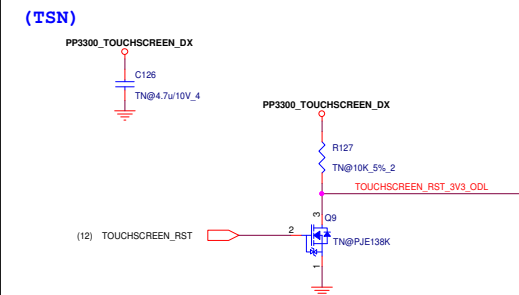 (TSN)
PP3300_TOUCHSCREEN_DX
C126
TN@4.7u/10V_4
PP3300_TOUCHSCREEN_DX
R127
TN@10K_5%_2
TOUCHSCREEN_RST_3V3_ODL
3
Q9
(12) TOUCHSCREEN_RST
2
TN@PJE138K
1